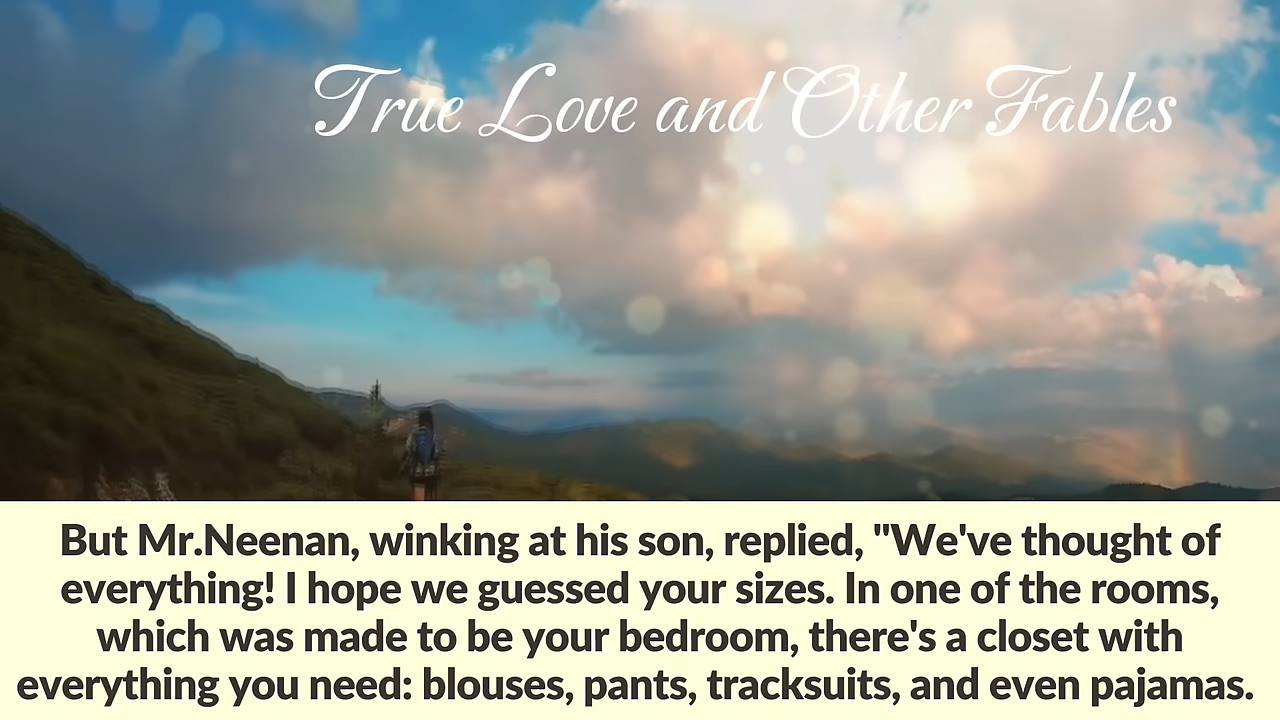 True Love and Other Fables
But Mr.Neenan, winking at his son, replied, "We've thought of
everything! I hope we guessed your sizes. In one of the rooms,
which was made to be your bedroom, there's a closet with
everything you need: blouses, pants, tracksuits, and even pajamas.